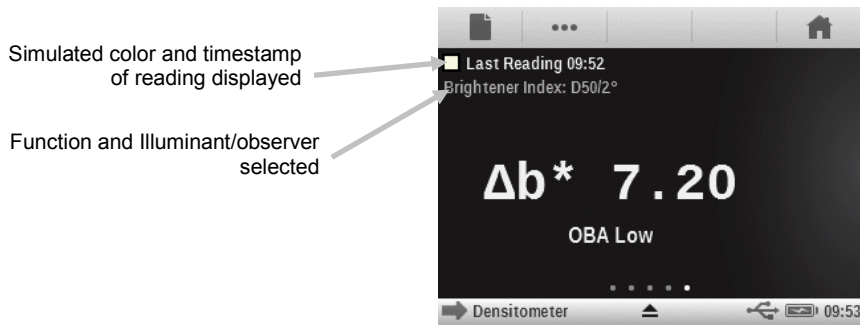 Simulated color and timestamp
of reading displayed
Function and Illuminant/observer
selected
Last Reading 09:52
Brightener Index: D50/2°
Δb* 7.20
OBA Low
Densitometer
09:53